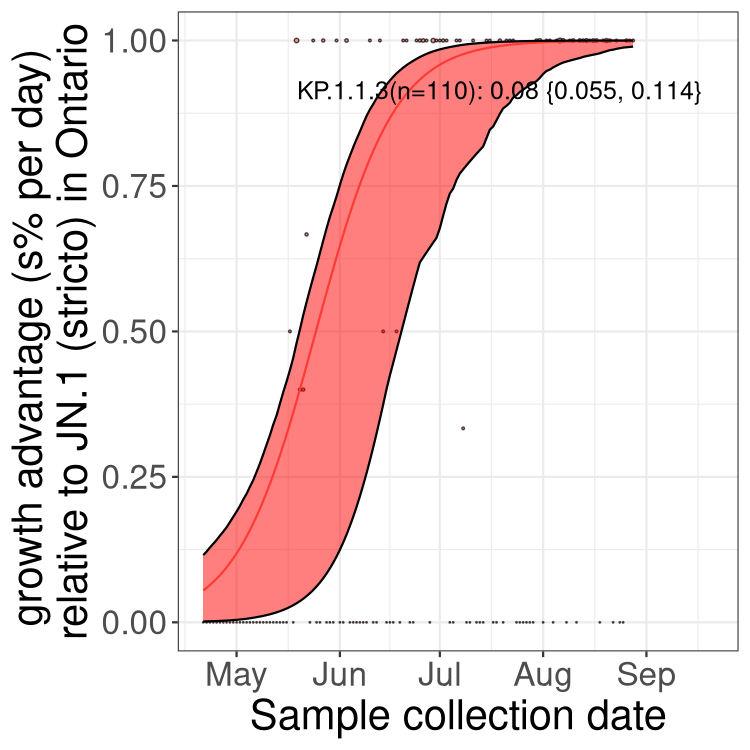 growth advantage (s% per day)
relative to JN.1 (stricto) in Ontario
1.00
0.75
0.50
0.25
0.00
KP.1.1.3(n=110): 0.08 {0.055, 0.114}
May Jun Jul Aug Sep
Sample collection date